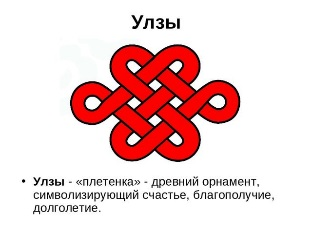 Улзы
• Улзы - «плетенка» - древний орнамент,
символизирующий счастье, благополучие,
долголетие.